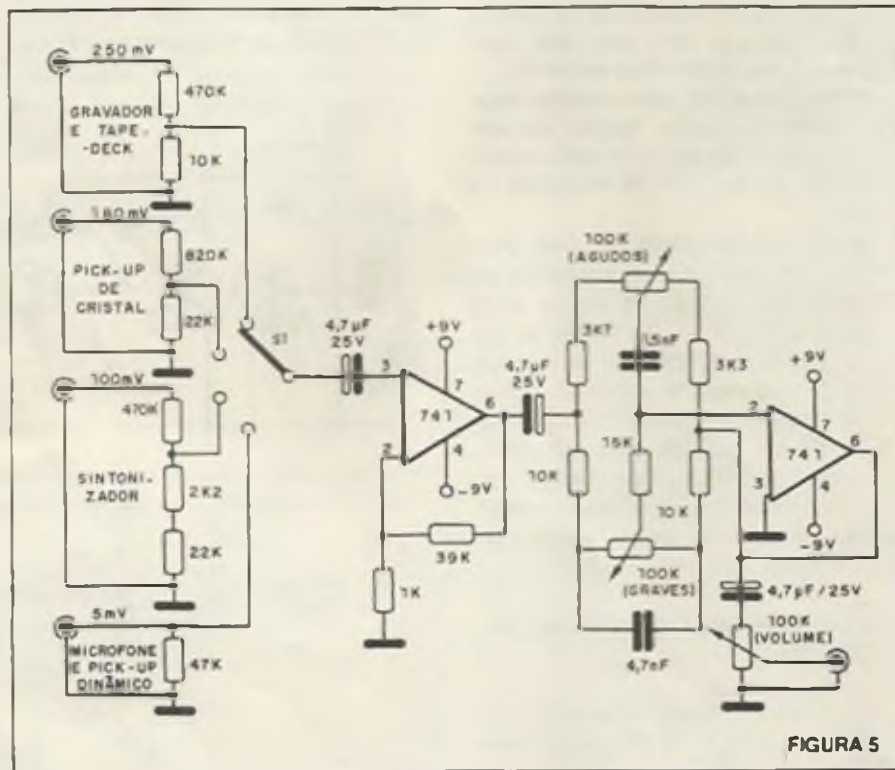 250 mV
470K
GRAVADOR
E TAPE-
-DECK
10K
180mV
820K
PICK-UP
DE
CRISTAL
22K
S1
100mV
470K
SINTONI-
ZADOR
2K2
22K
5mV
MICROFONE
E PICK-UP
DINÂMICO
47K
4,7µF
25V
3
2
+9V
7
741
6
4
-9V
39K
1K
4,7µF
25V
100K
(AGUDOS)
3K3
1,5nF
10K
15K
10K
100K
(GRAVES)
4,7nF
2
3
+9V
7
741
6
4
-9V
4,7µF/25V
100K
(VOLUME)
FIGURA 5